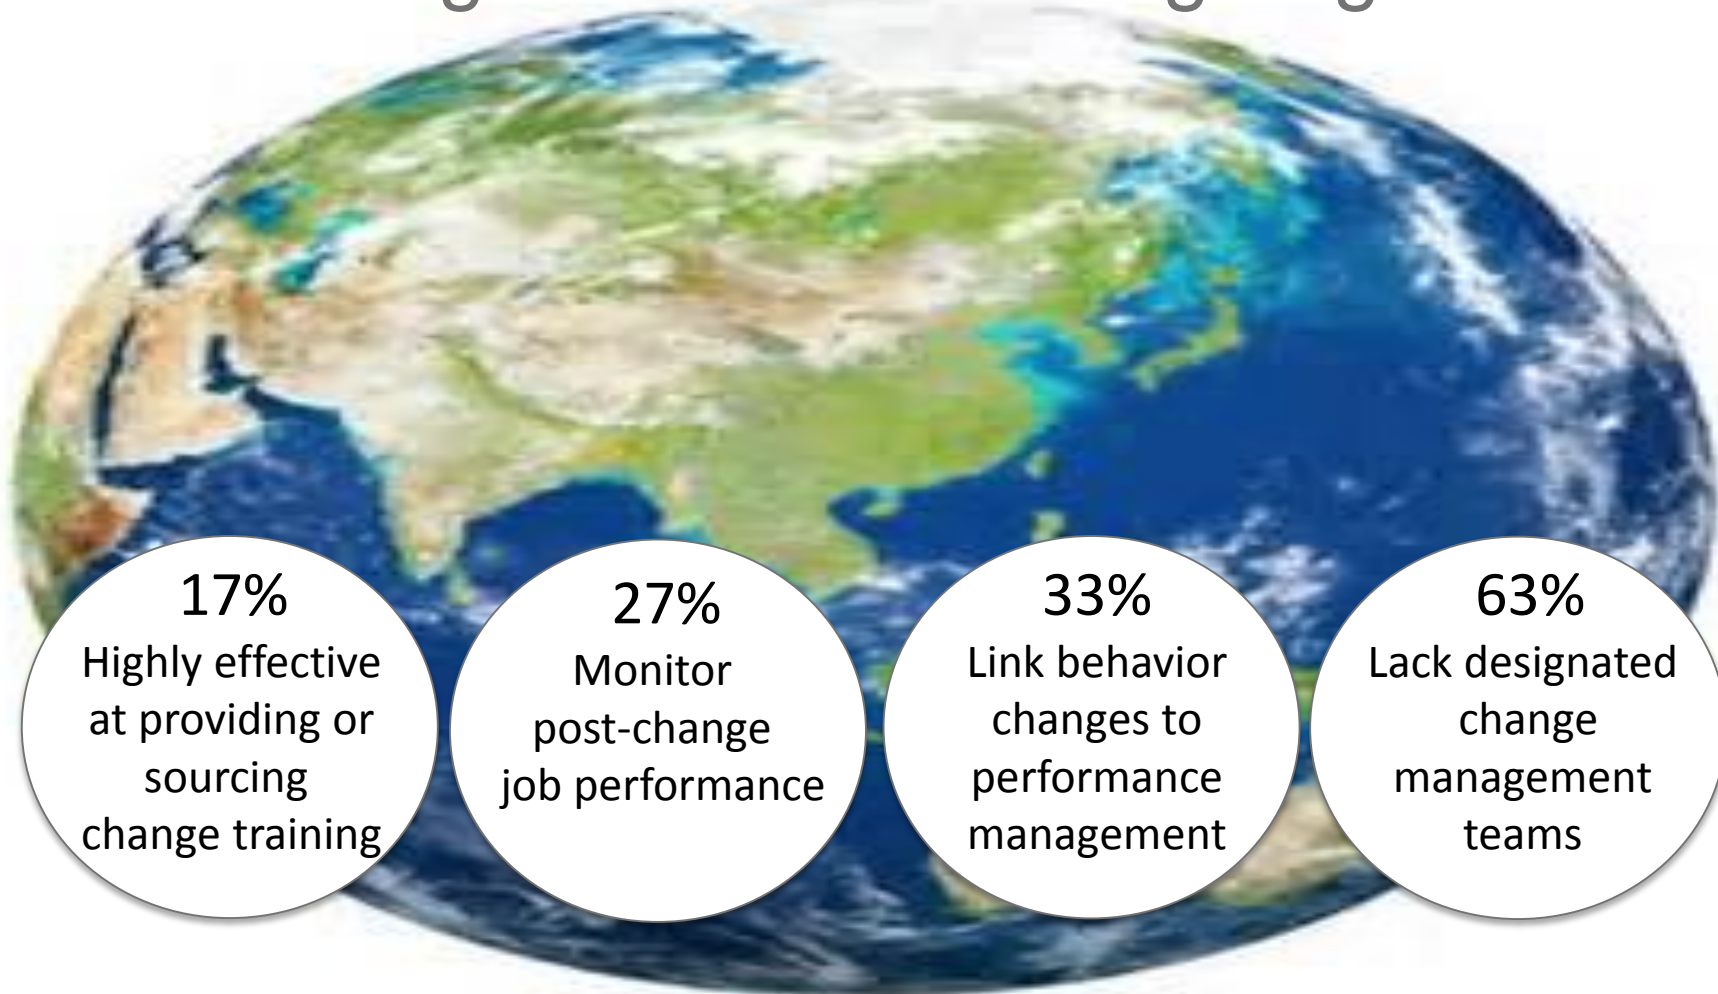 17%
Highly effective
at providing or
sourcing
change training
27%
Monitor
post-change
job performance
33%
Link behavior
changes to
performance
management
63%
Lack designated
change
management
teams